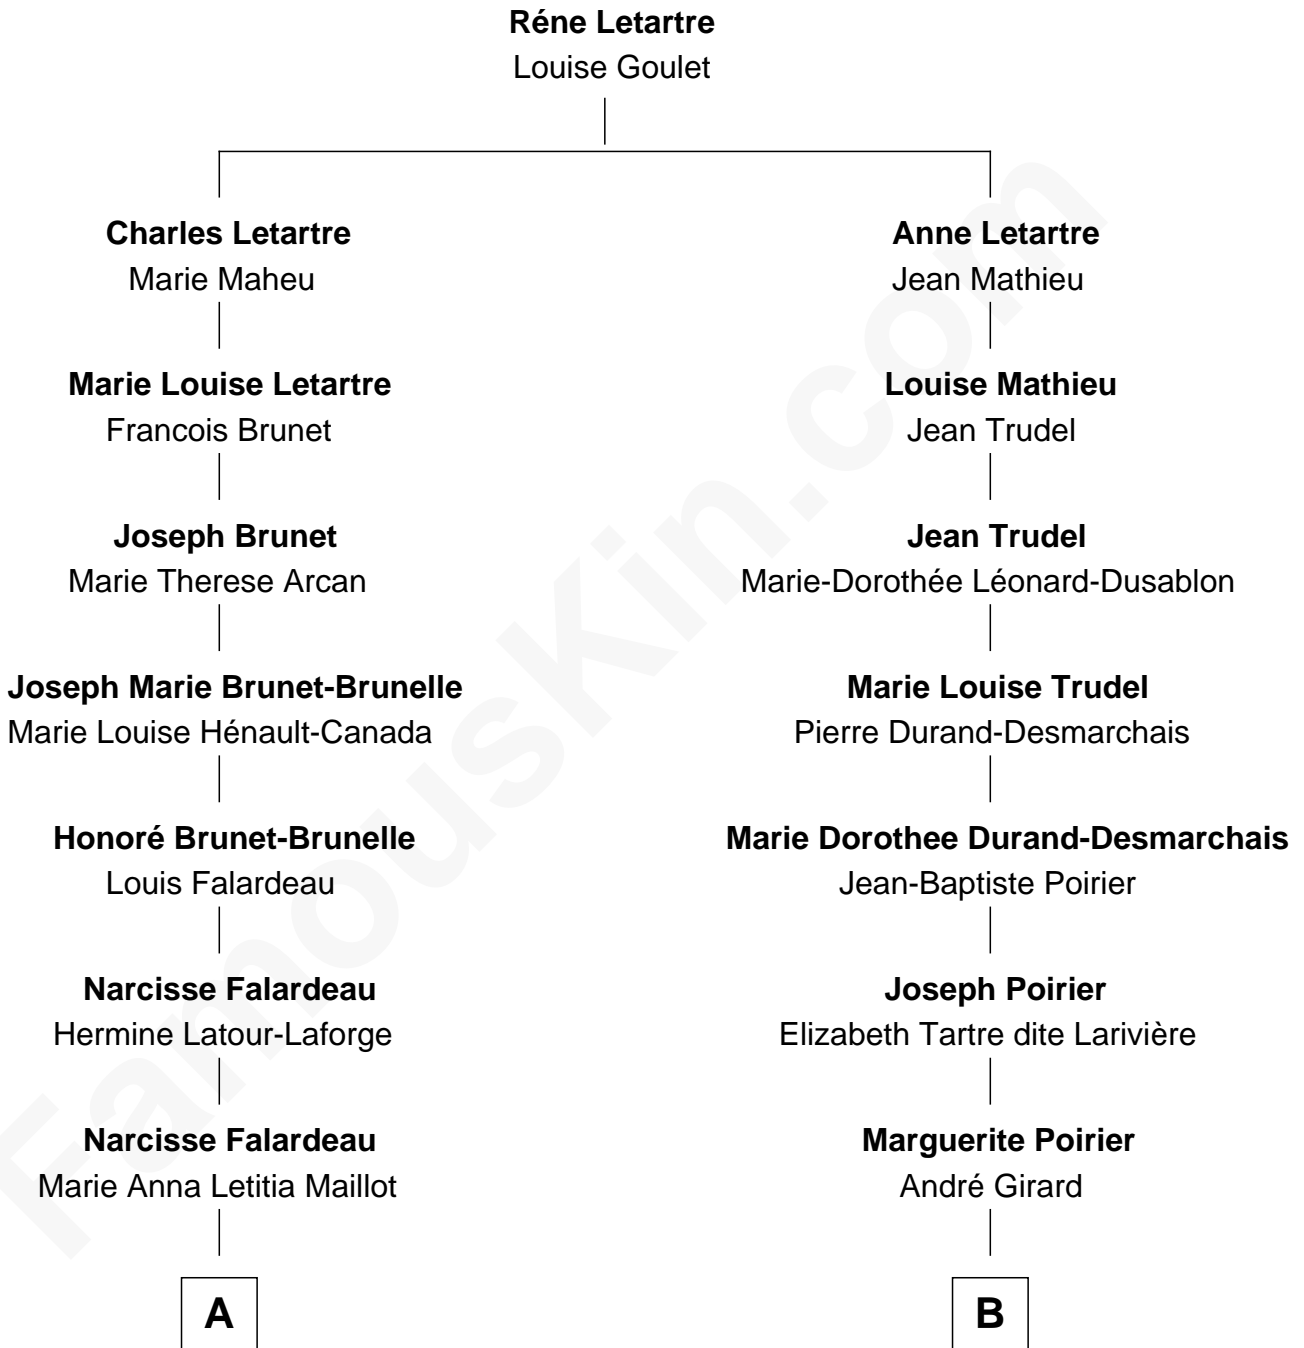 Réne Letartre
Louise Goulet
Charles Letartre
Marie Maheu
Anne Letartre
Jean Mathieu
Marie Louise Letartre
Francois Brunet
Louise Mathieu
Jean Trudel
Joseph Brunet
Marie Therese Arcan
Jean Trudel
Marie-Dorothée Léonard-Dusablon
Joseph Marie Brunet-Brunelle
Marie Louise Hénault-Canada
Marie Louise Trudel
Pierre Durand-Desmarchais
Honoré Brunet-Brunelle
Louis Falardeau
Marie Dorothee Durand-Desmarchais
Jean-Baptiste Poirier
Narcisse Falardeau
Hermine Latour-Laforge
Joseph Poirier
Elizabeth Tartre dite Larivière
Narcisse Falardeau
Marie Anna Letitia Maillot
Marguerite Poirier
André Girard
A
B
FamousKin.com